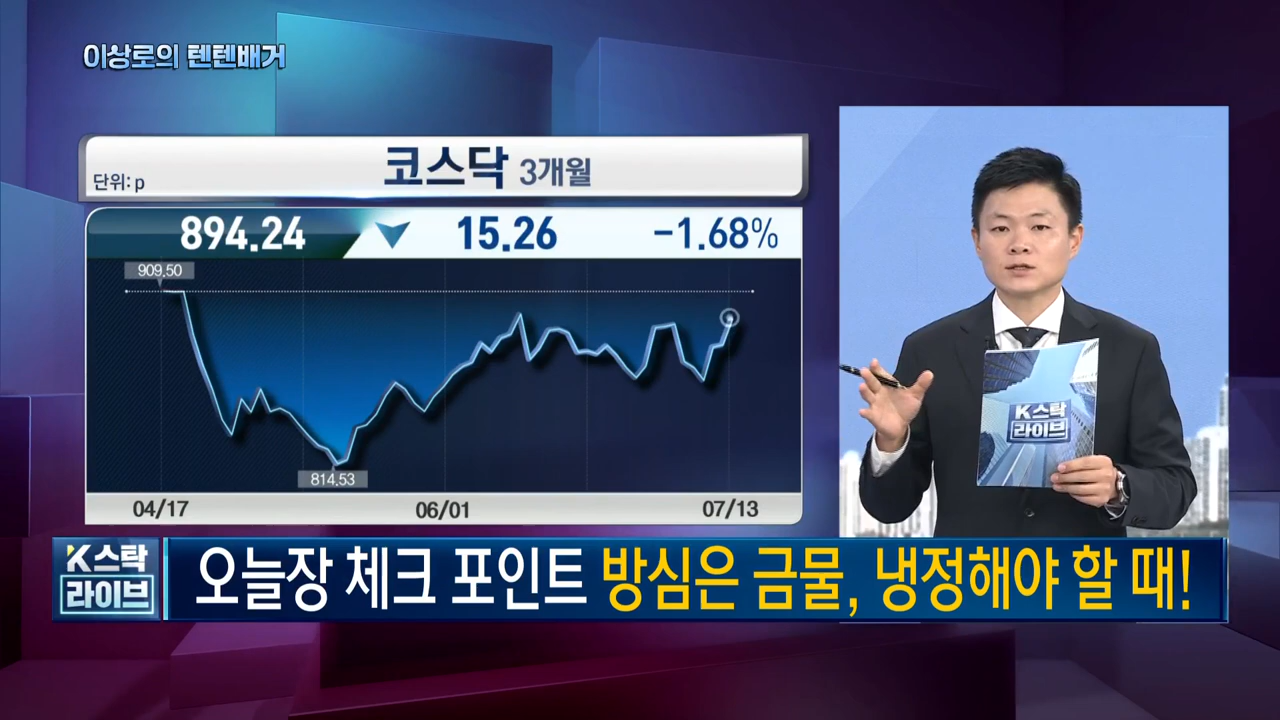 이상로의 텐텐배거
코스닥 3개월
단위: p
894.24 15.26 -1.68%
909.50
814.53
04/17 06/01 07/13
K스탁
라이브
K스탁
라이브
오늘장 체크 포인트 방심은 금물, 냉정해야 할 때!